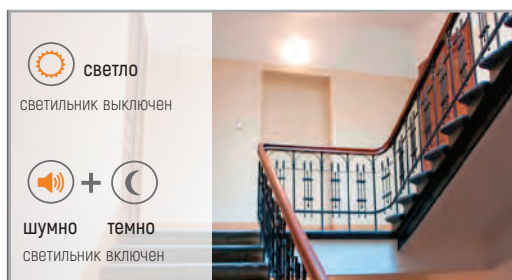 светло
светильник выключен
шумно темно
светильник включен